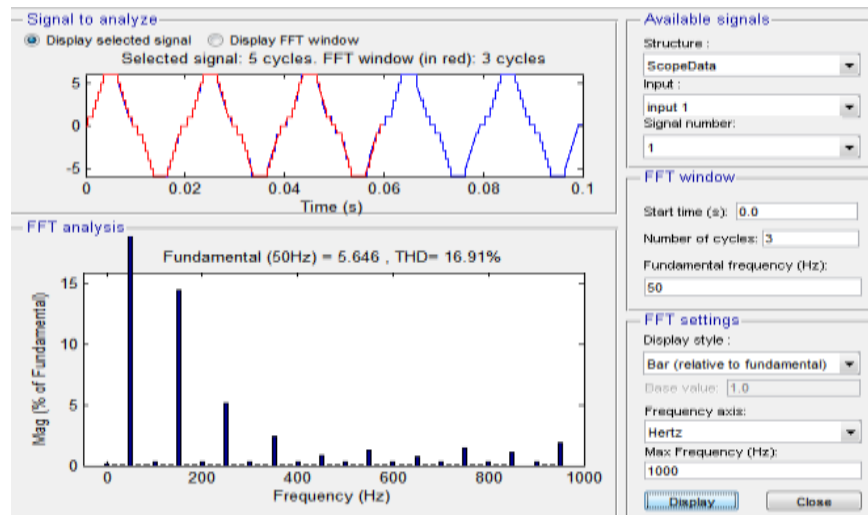 Signal to analyze
Display selected signal Display FFT window
Selected signal: 5 cycles. FFT window (in red): 3 cycles
5
0
-5
0 0.02 0.04 0.06 0.08 0.1
Time (s)
FFT analysis
Fundamental (50Hz) = 5.646 , THD= 16.91%
Mag (% of Fundamental)
15
10
5
0
0 200 400 600 800 1000
Frequency (Hz)
Available signals
Structure :
ScopeData
Input :
input 1
Signal number:
1
FFT window
Start time (s): 0.0
Number of cycles: 3
Fundamental frequency (Hz):
50
FFT settings
Display style :
Bar (relative to fundamental)
Base value: 1.0
Frequency axis:
Hertz
Max Frequency (Hz):
1000
Display Close